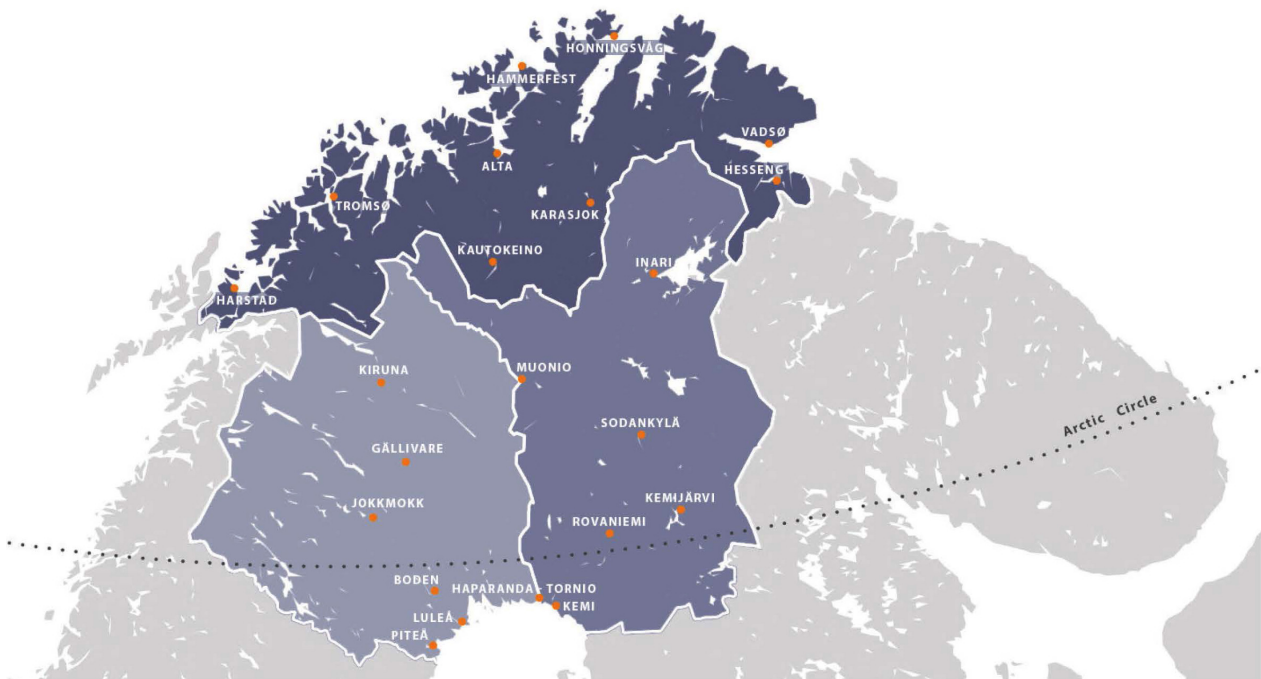 HONNINGSVÅG
HAMMERFEST
VADSØ
ALTA
HESSENG
TROMSØ
KARASJOK
KAUTOKEINO
INARI
HARSTAD
KIRUNA
MUONIO
Arctic Circle
SODANKYLÄ
GÄLLIVARE
KEMIJÄRVI
JOKKMOKK
ROVANIEMI
BODEN
HAPARANDA - TORNIO
KEMI
LULEÅ
PITEÅ